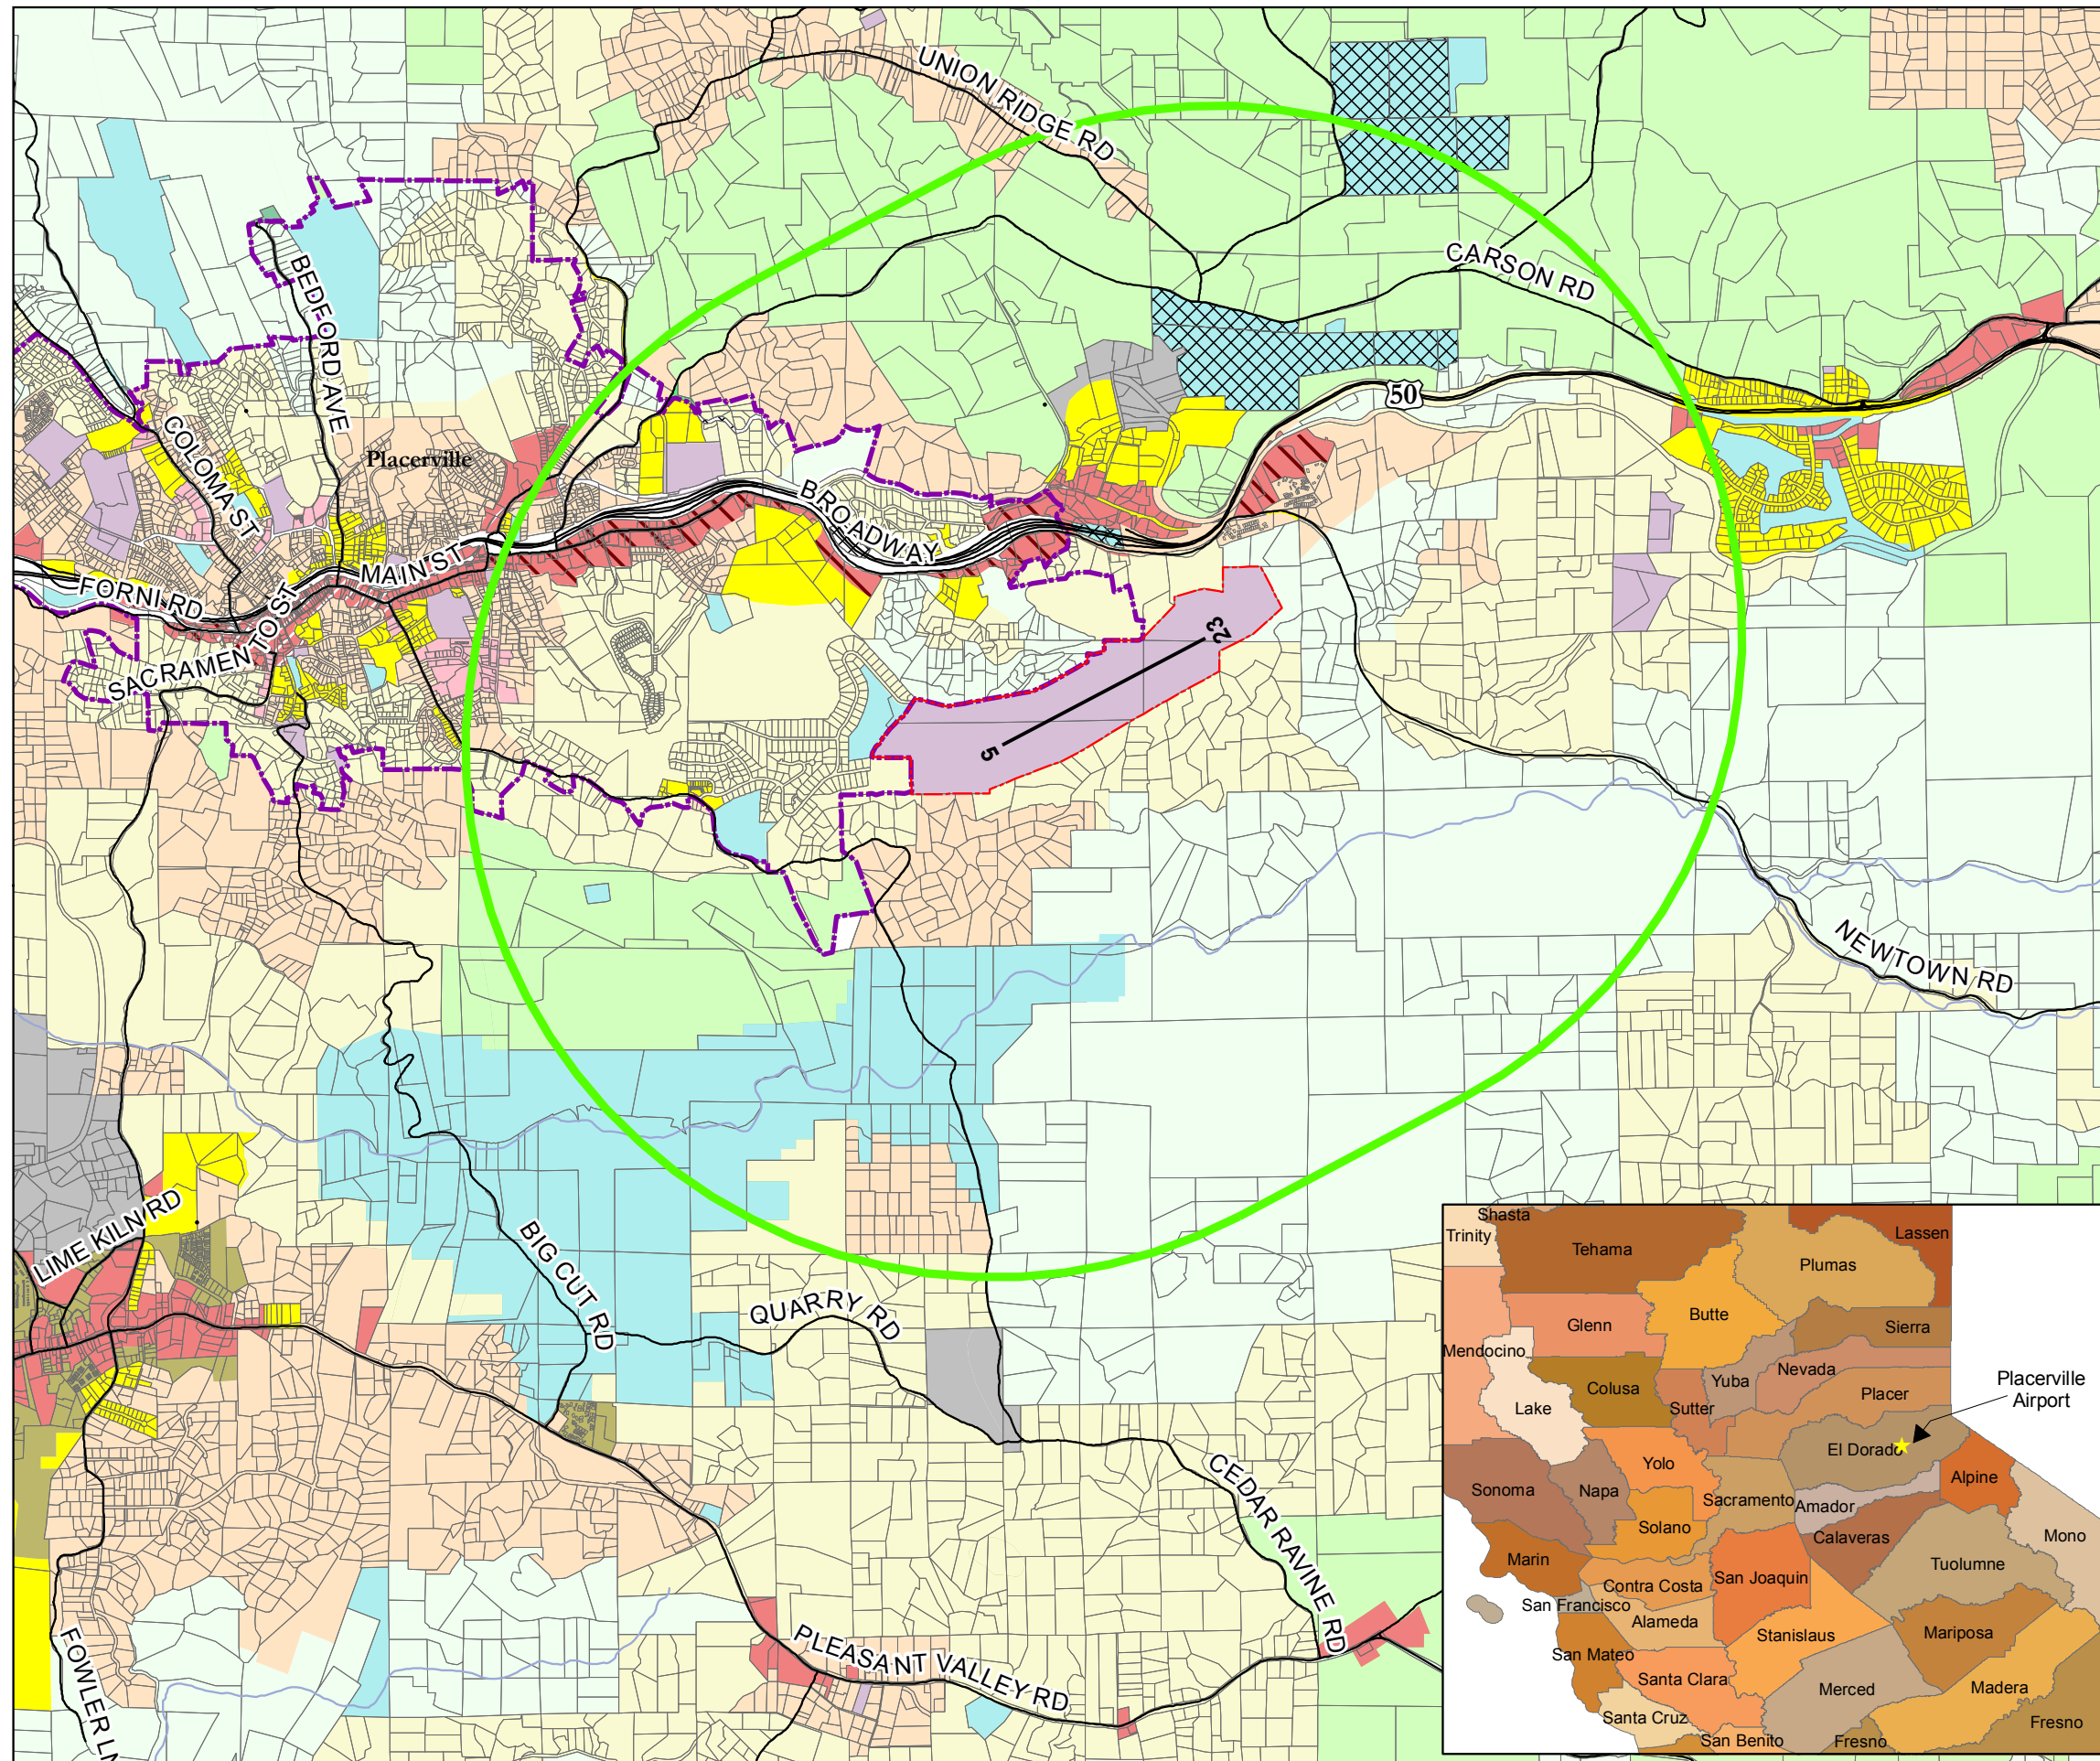 UNION RIDGE RD
CARSON RD
BEDFORD AVE
50
COLOMA ST
Placerville
BROADWAY
MAIN ST
FORNI RD
SACRAMENTO ST
23
5
NEWTOWN RD
LIME KILN RD
BIG CUT RD
QUARRY RD
CEDAR RAVINE RD
PLEASANT VALLEY RD
FOWLER LN
Shasta
Trinity
Tehama
Lassen
Plumas
Butte
Glenn
Sierra
Mendocino
Nevada
Yuba
Colusa
Placer
Placerville
Airport
Lake
Sutter
El Dorado
Yolo
Alpine
Sonoma
Napa
Sacramento
Amador
Solano
Calaveras
Mono
Marin
Tuolumne
San Joaquin
Contra Costa
San Francisco
Alameda
Stanislaus
Mariposa
San Mateo
Santa Clara
Merced
Madera
Santa Cruz
Fresno
San Benito
Fresno